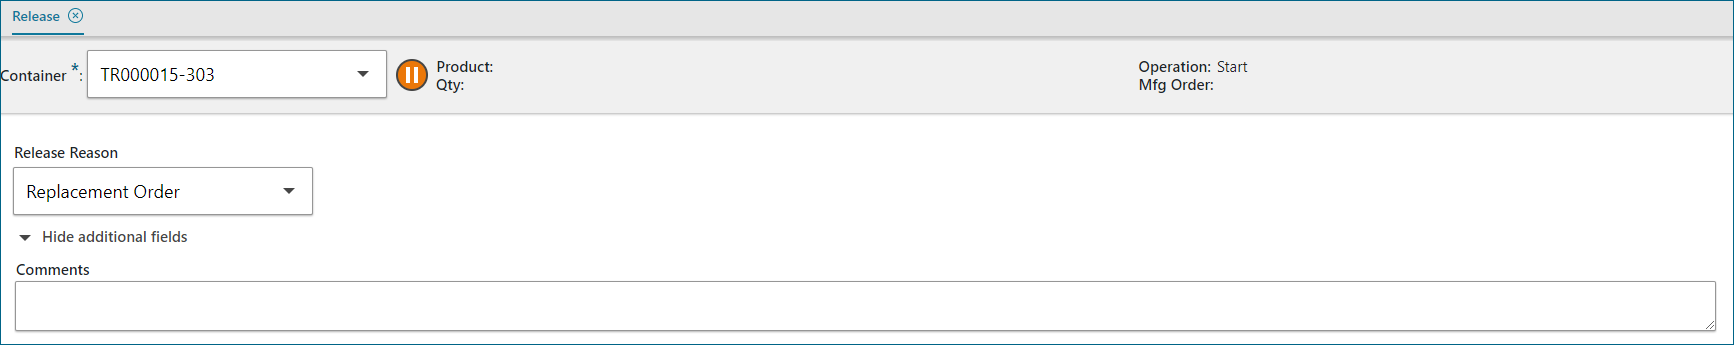 Release
Container *: TR000015-303
Product:
Qty:
Operation: Start
Mfg Order:
Release Reason
Replacement Order
Hide additional fields
Comments